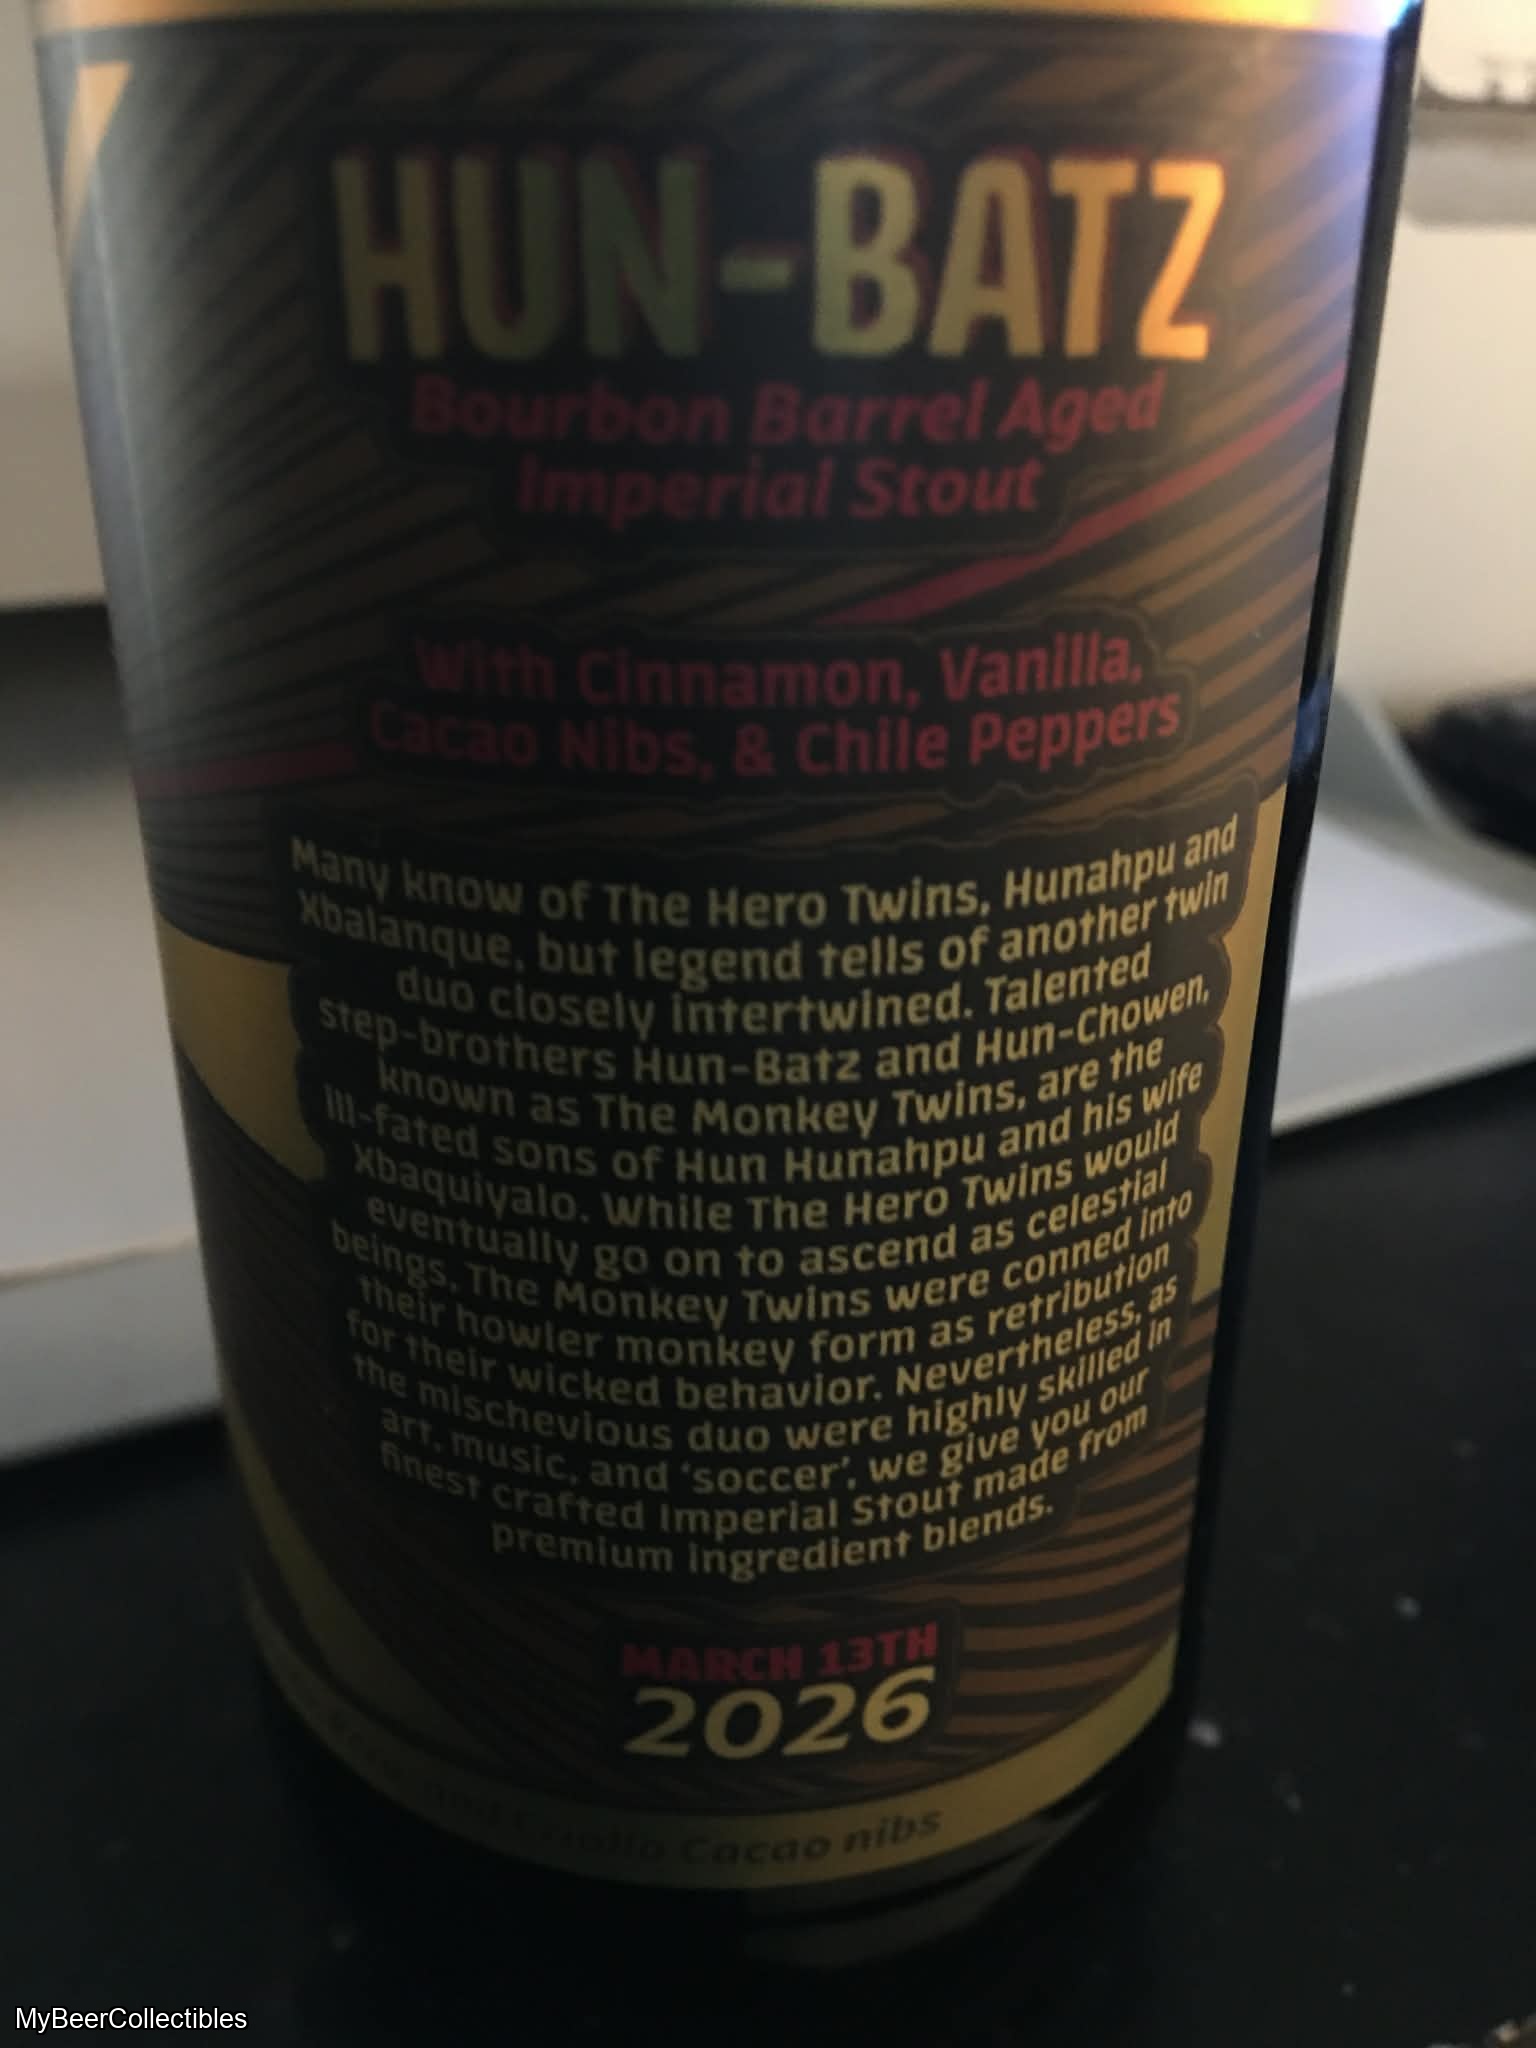 HUN-BATZ
Bourbon Barrel Aged
Imperial Stout
With Cinnamon, Vanilla,
Cacao Nibs, & Chile Peppers
Many know of The Hero Twins, Hunahpu and
Xbalanque, but legend tells of another twin
duo closely intertwined. Talented
step-brothers Hun-Batz and Hun-Chowen,
known as The Monkey Twins, are the
ill-fated sons of Hun Hunahpu and his wife
Xbaquiyalo. While The Hero Twins would
eventually go on to ascend as celestial
beings, The Monkey Twins were conned into
their howler monkey form as retribution
for their wicked behavior. Nevertheless, as
the mischevious duo were highly skilled in
art, music, and ‘soccer’, we give you our
finest crafted Imperial Stout made from
premium ingredient blends.
MARCH 13TH
2026
Cacao nibs
MyBeerCollectibles